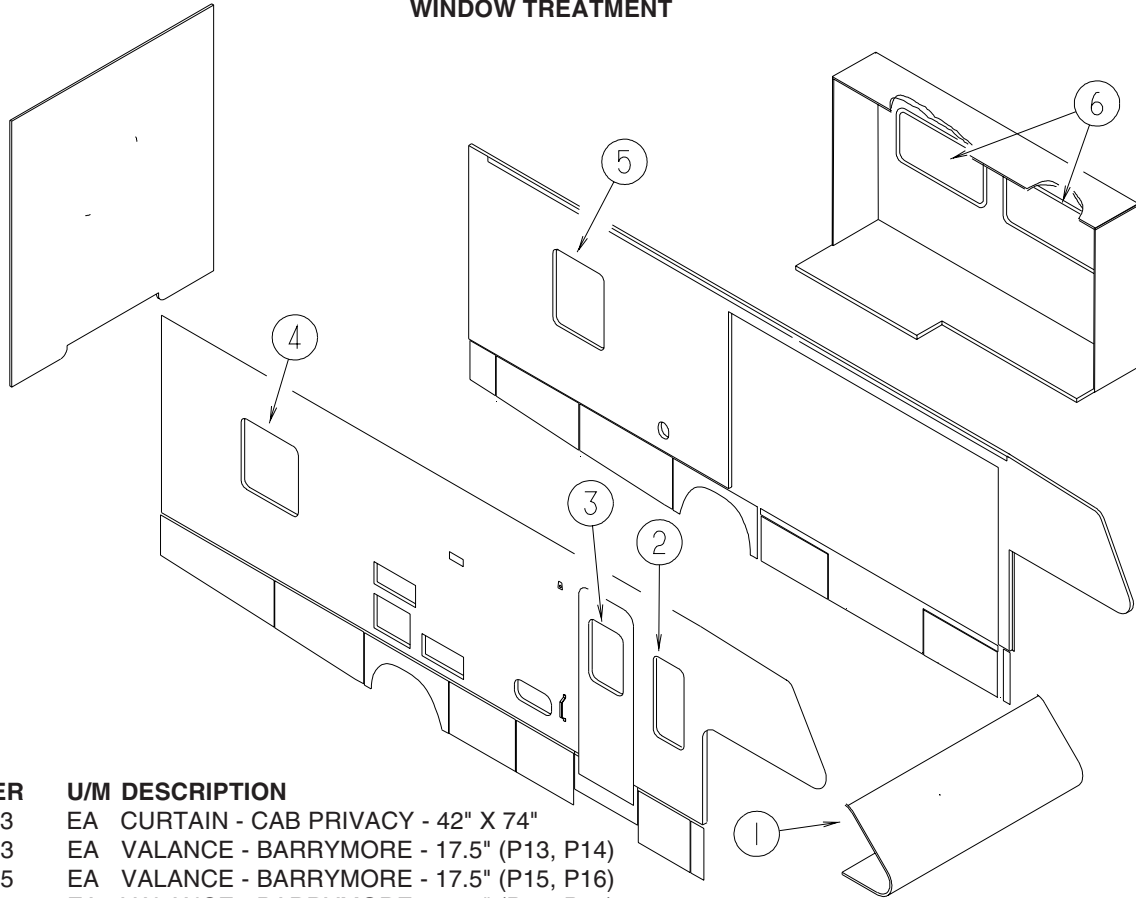 WINDOW TREATMENT
6
5
4
3
2
1
ER U/M DESCRIPTION
3 EA CURTAIN - CAB PRIVACY - 42" X 74"
3 EA VALANCE - BARRYMORE - 17.5" (P13, P14)
5 EA VALANCE - BARRYMORE - 17.5" (P15, P16)